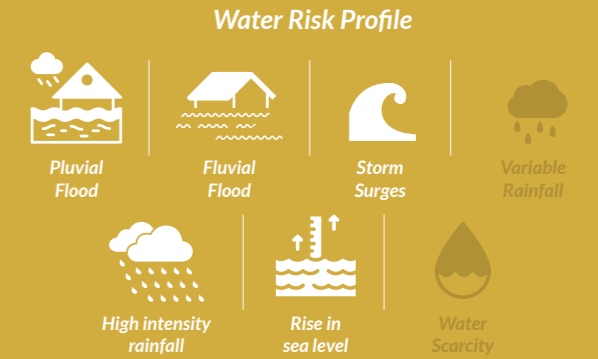 Water Risk Profile
Pluvial
Flood
Fluvial
Flood
Storm
Surges
Variable
Rainfall
High intensity
rainfall
Rise in
sea level
Water
Scarcity